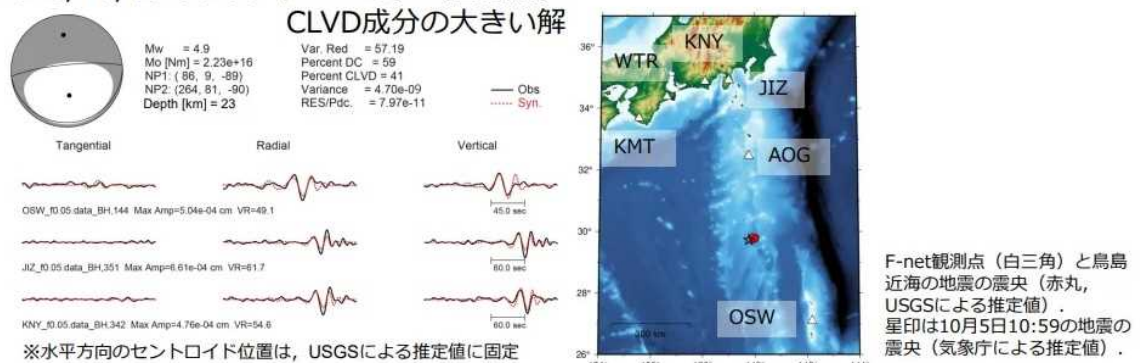 CLVD成分の大きい解
Mw = 4.9
Mo [Nm] = 2.23e+16
NP1: ( 86, 9, -89)
NP2: (264, 81, -90)
Depth [km] = 23
Var. Red = 57.19
Percent DC = 59
Percent CLVD = 41
Variance = 4.70e-09
RES/Pdc. = 7.97e-11
Obs
Syn.
Tangential Radial Vertical
45.0 sec
OSW_f0.05.data_BH,144 Max Amp=5.04e-04 cm VR=49.1
60.0 sec
JIZ_f0.05.data_BH,351 Max Amp=6.61e-04 cm VR=61.7
60.0 sec
KNY_f0.05.data_BH,342 Max Amp=4.76e-04 cm VR=54.6
※水平方向のセントロイド位置は，USGSによる推定値に固定
36°
34°
32°
30°
28°
26°
WTR
KNY
JIZ
KMT
AOG
OSW
F-net観測点（白三角）と鳥島
近海の地震の震央（赤丸，
USGSによる推定値）．
星印は10月5日10:59の地震の
震央（気象庁による推定値）．